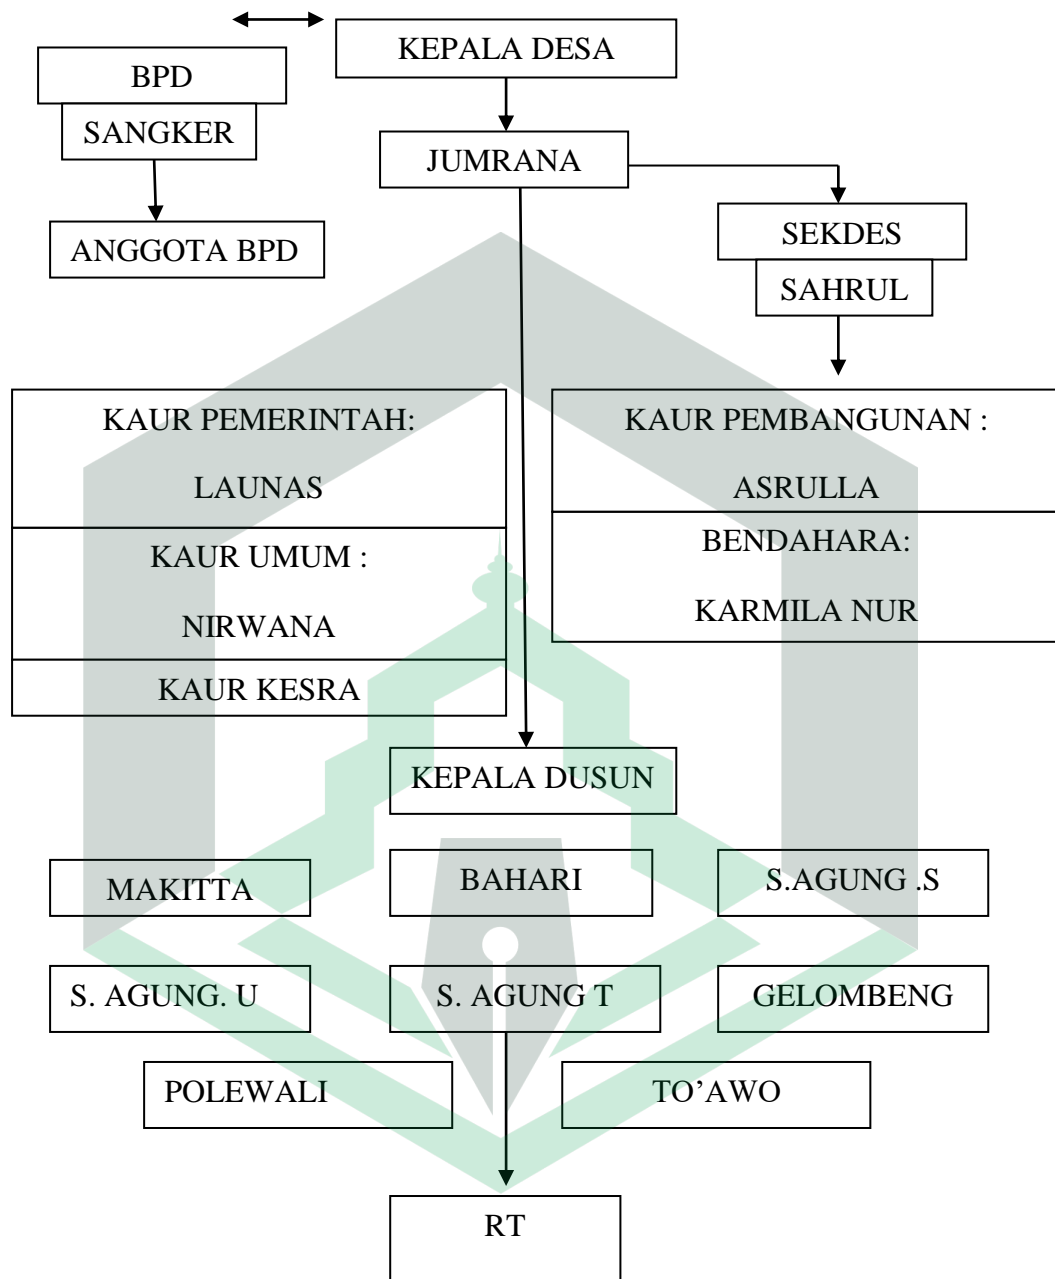 KEPALA DESA
BPD
SANGKER
JUMRANA
ANGGOTA BPD
SEKDES
SAHRUL
KAUR PEMERINTAH:
LAUNAS
KAUR UMUM :
NIRWANA
KAUR KESRA
KAUR PEMBANGUNAN :
ASRULLA
BENDAHARA:
KARMILA NUR
KEPALA DUSUN
MAKITTA
BAHARI
S.AGUNG .S
S. AGUNG. U
S. AGUNG T
GELOMBENG
POLEWALI
TO’AWO
RT